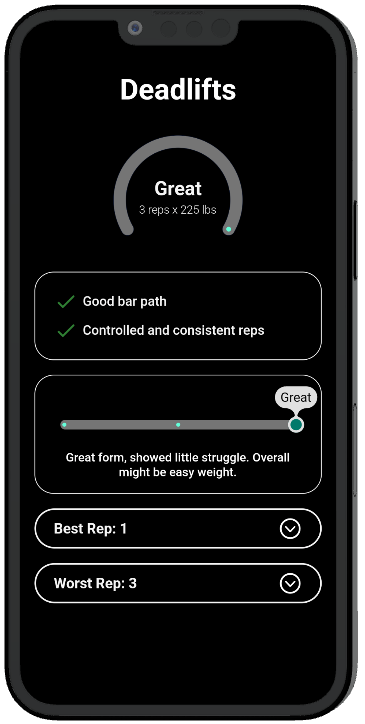 Deadlifts
Great
3 reps x 225 lbs
Good bar path
Controlled and consistent reps
Great
Great form, showed little struggle. Overall
might be easy weight.
Best Rep: 1
Worst Rep: 3